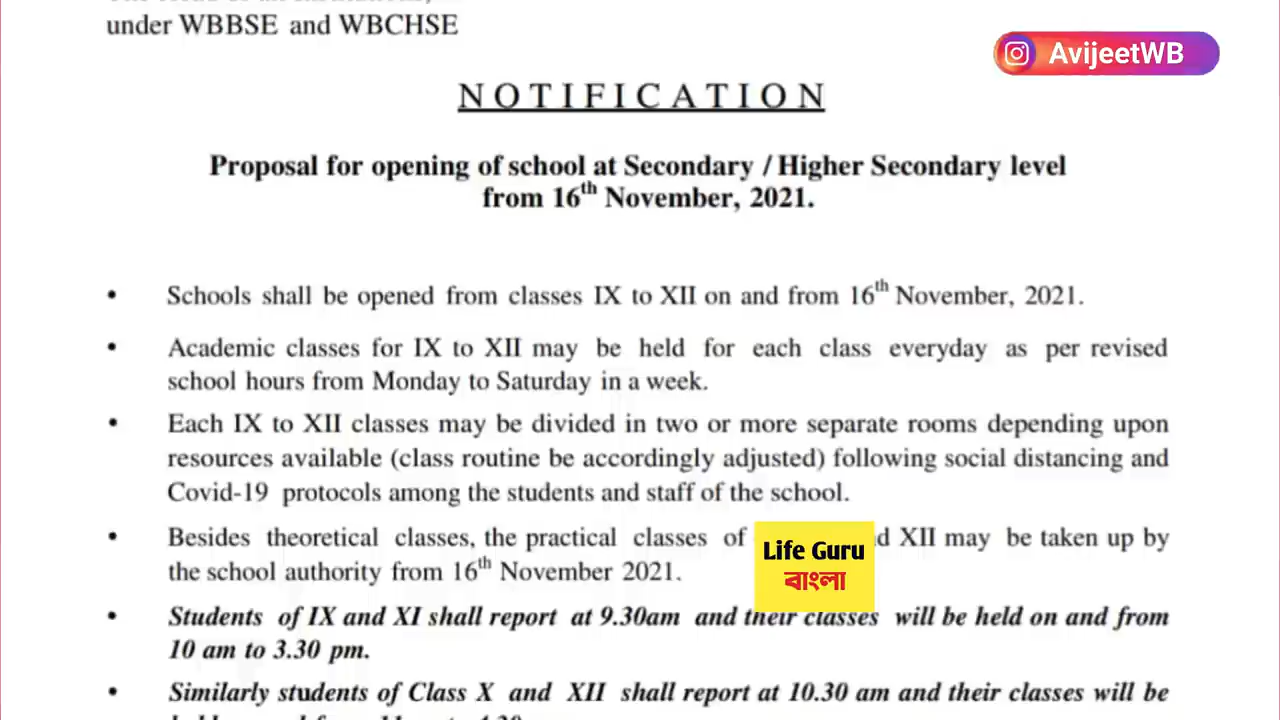 under WBBSE and WBCHSE
AvijeetWB
NOTIFICATION
Proposal for opening of school at Secondary / Higher Secondary level
from 16th November, 2021.
• Schools shall be opened from classes IX to XII on and from 16th November, 2021.
• Academic classes for IX to XII may be held for each class everyday as per revised
school hours from Monday to Saturday in a week.
• Each IX to XII classes may be divided in two or more separate rooms depending upon
resources available (class routine be accordingly adjusted) following social distancing and
Covid-19 protocols among the students and staff of the school.
• Besides theoretical classes, the practical classes of XII may be taken up by
the school authority from 16th November 2021.
Life Guru
বাংলা
• Students of IX and XI shall report at 9.30am and their classes will be held on and from
10 am to 3.30 pm.
• Similarly students of Class X and XII shall report at 10.30 am and their classes will be